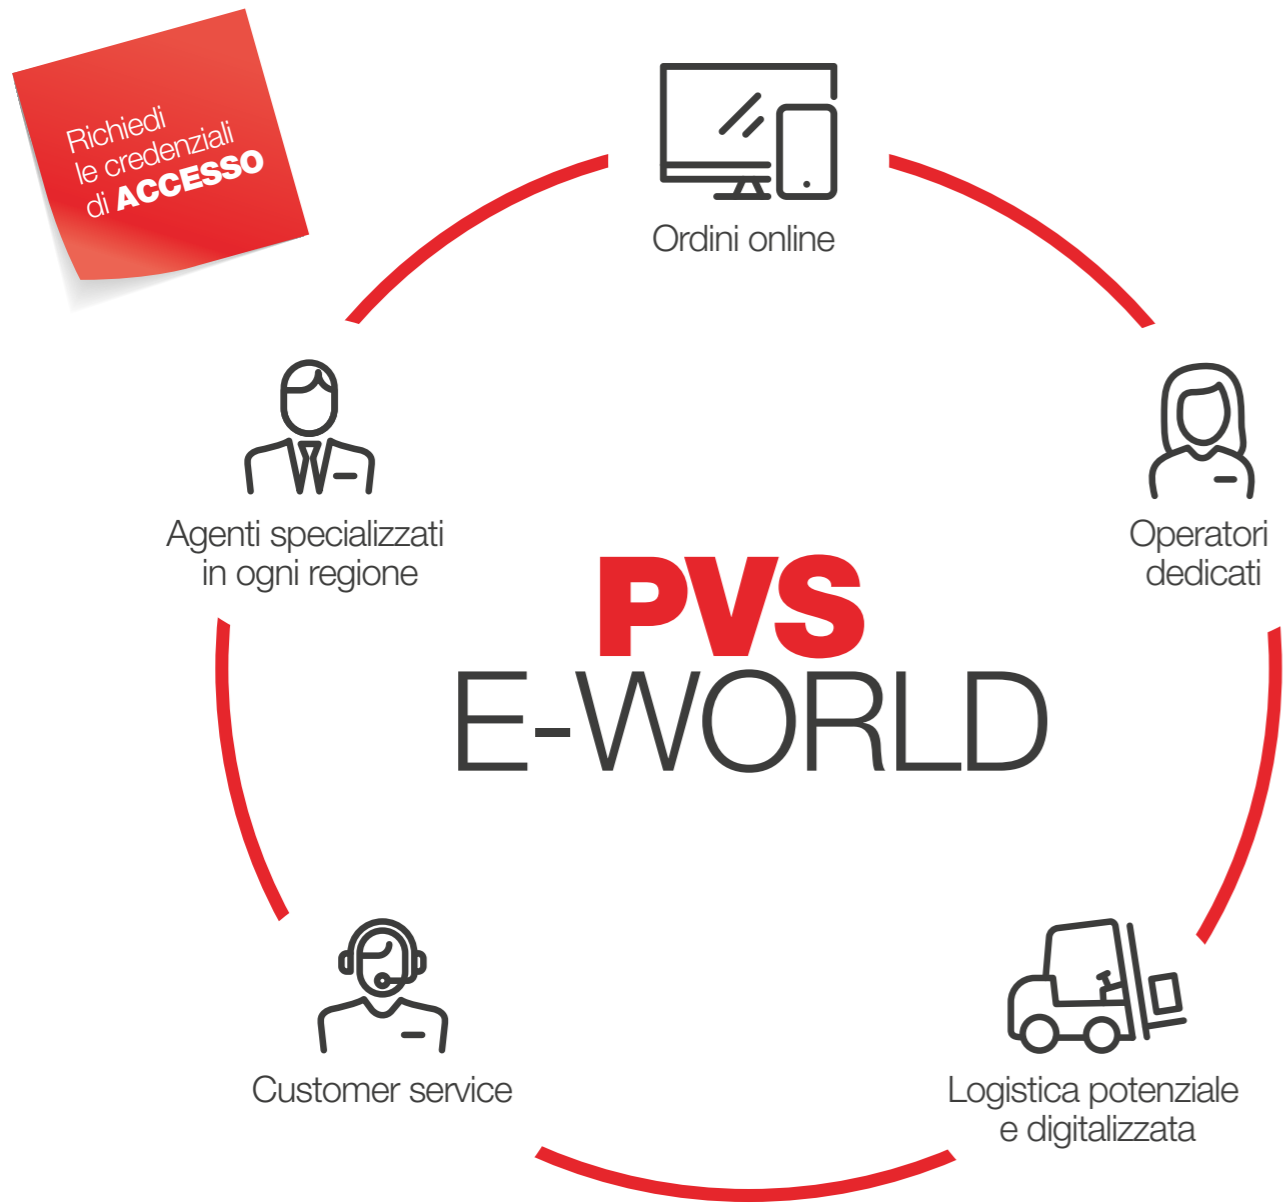 Richiedi
le credenziali
di ACCESSO
Ordini online
Agenti specializzati
in ogni regione
Operatori
dedicati
PVS
E-WORLD
Customer service
Logistica potenziale
e digitalizzata